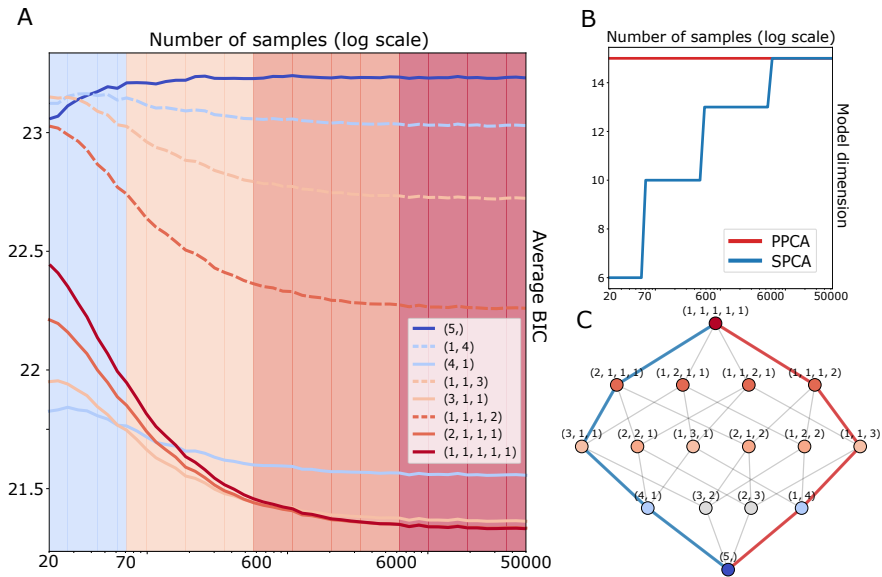 A
Number of samples (log scale)
23
22.5
22
21.5
20
70
600
6000
50000
Average BIC
(5,)
(1, 4)
(4, 1)
(1, 1, 3)
(3, 1, 1)
(1, 1, 1, 2)
(2, 1, 1, 1)
(1, 1, 1, 1, 1)
B
Number of samples (log scale)
14
12
10
8
6
20
70
600
6000
50000
Model dimension
PPCA
SPCA
C
(1, 1, 1, 1, 1)
(2, 1, 1, 1)
(1, 2, 1, 1)
(1, 1, 2, 1)
(1, 1, 1, 2)
(3, 1, 1)
(2, 2, 1)
(1, 3, 1)
(2, 1, 2)
(1, 2, 2)
(1, 1, 3)
(4, 1)
(3, 2)
(2, 3)
(1, 4)
(5,)